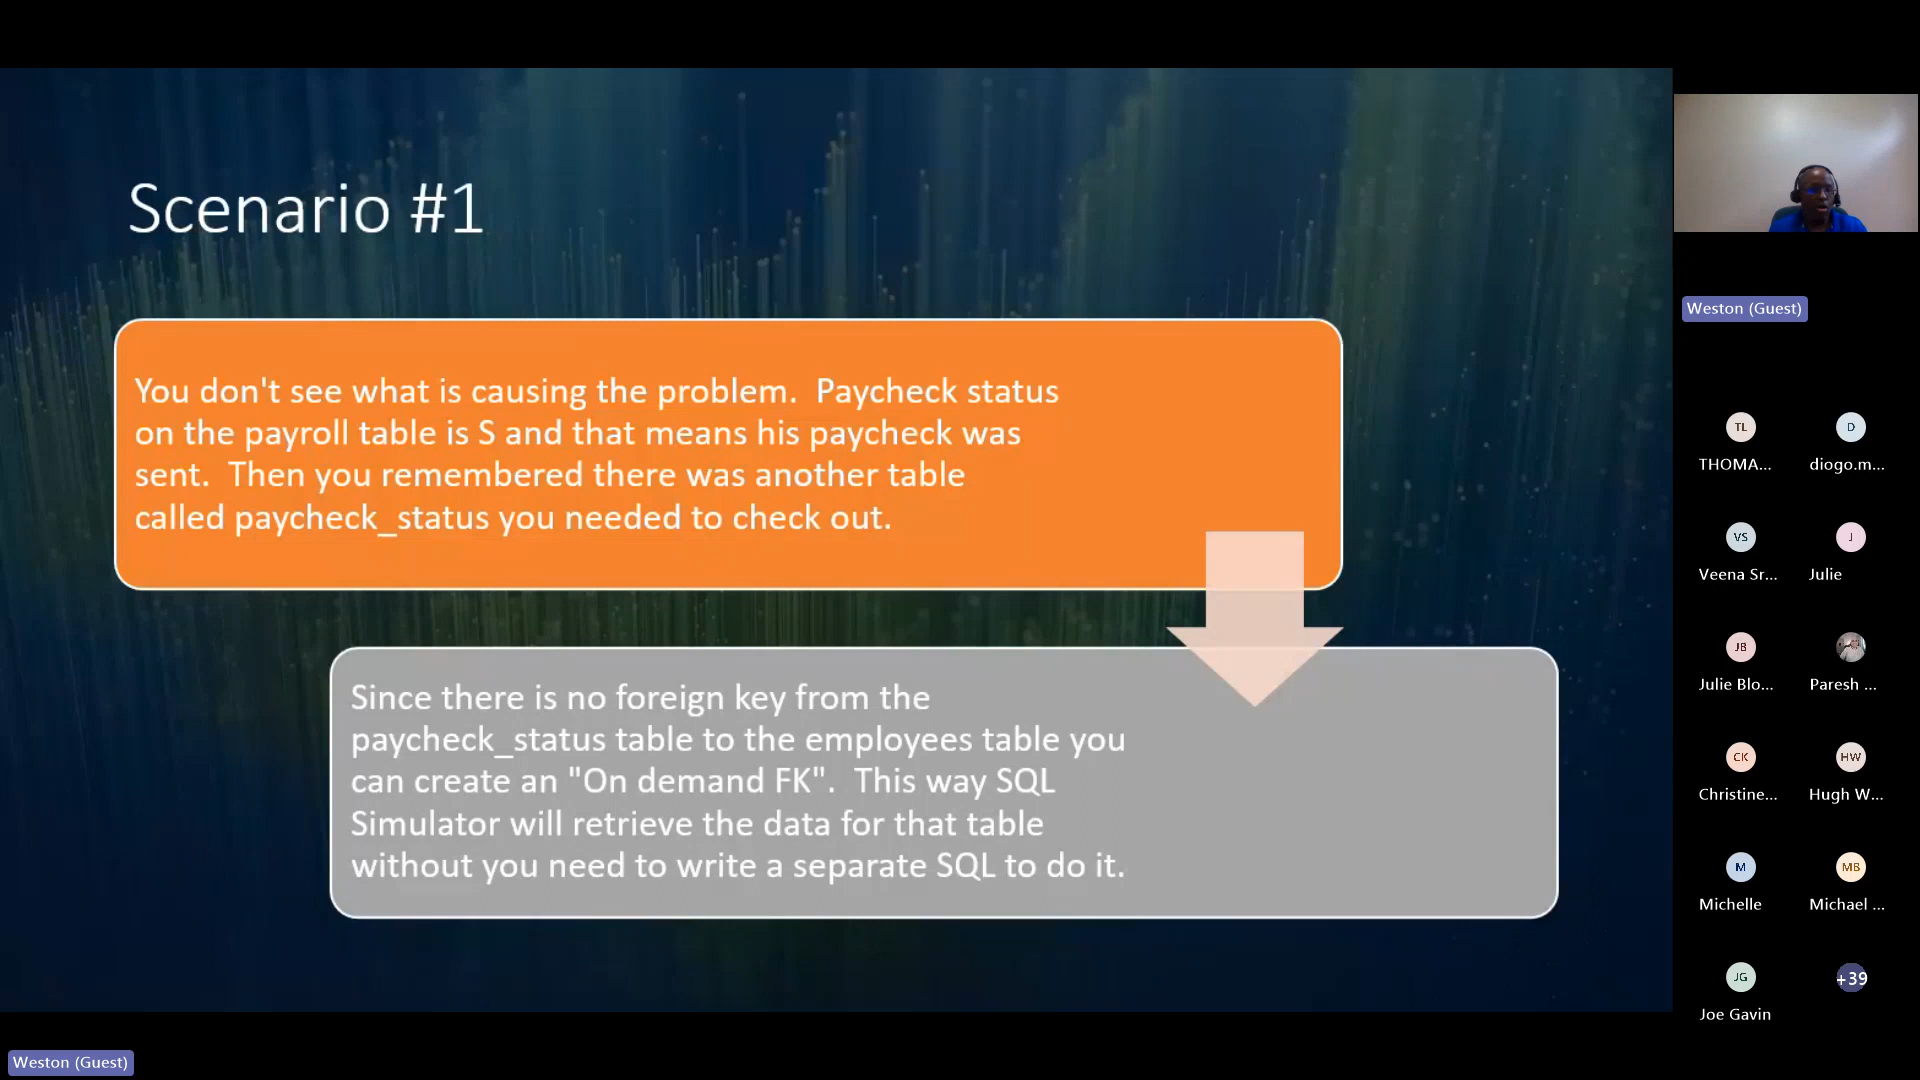 Scenario #1
You don't see what is causing the problem.  Paycheck status
on the payroll table is S and that means his paycheck was
sent.  Then you remembered there was another table
called paycheck_status you needed to check out.
Since there is no foreign key from the
paycheck_status table to the employees table you
can create an "On demand FK".  This way SQL
Simulator will retrieve the data for that table
without you need to write a separate SQL to do it.
Weston (Guest)
TL
D
THOMA...
diogo.m...
VS
J
Veena Sr...
Julie
JB
Julie Blo...
Paresh ...
CK
HW
Christine...
Hugh W...
M
MB
Michelle
Michael ...
JG
+39
Joe Gavin
Weston (Guest)